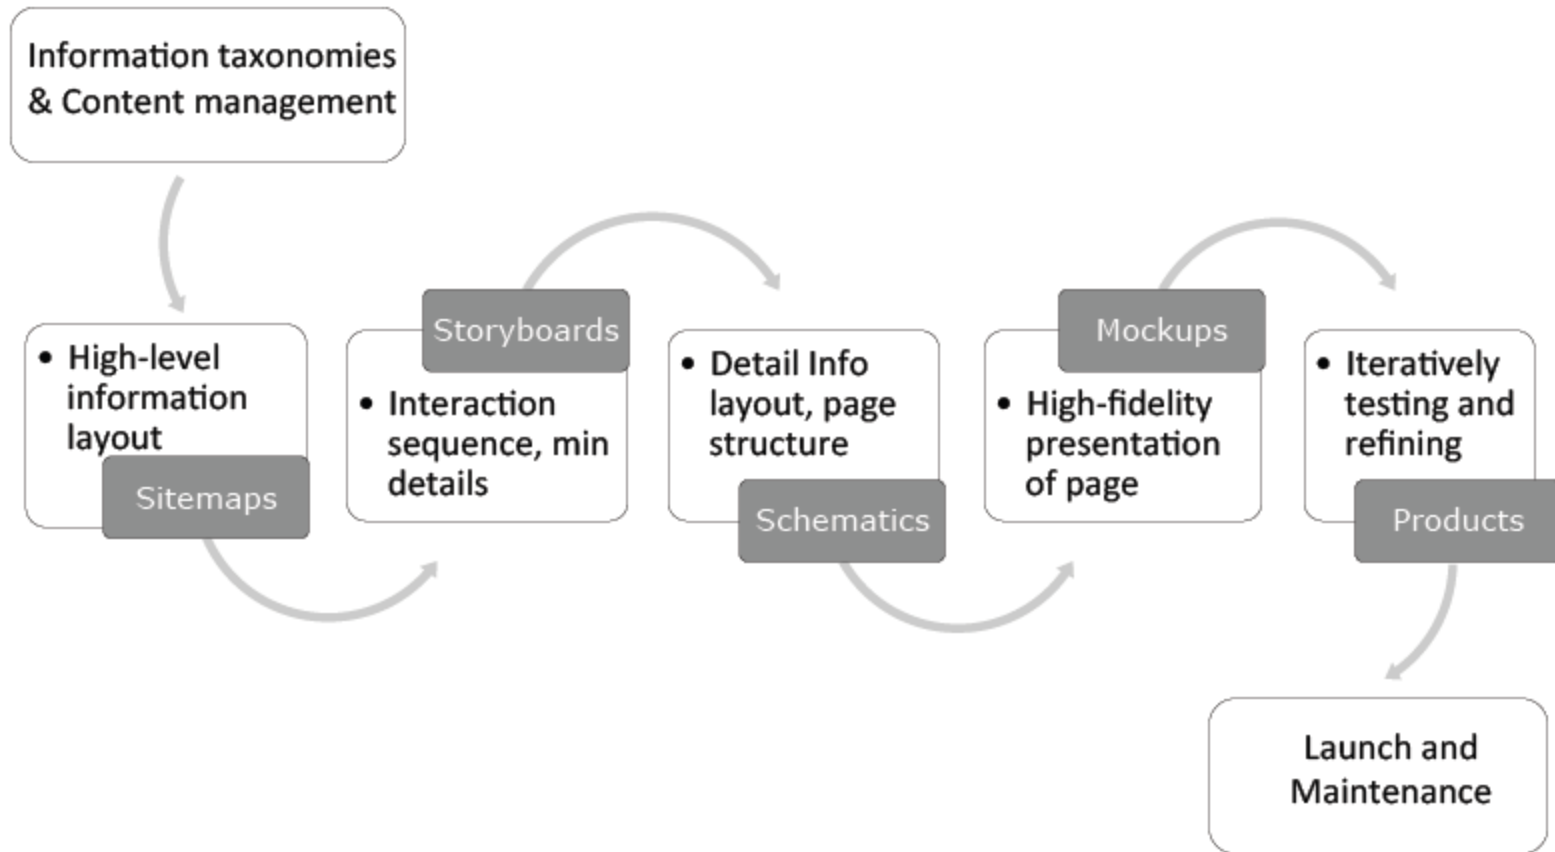 Information taxonomies
& Content management
• High-level
information
layout
Sitemaps
Storyboards
• Interaction
sequence, min
details
• Detail Info
layout, page
structure
Schematics
Mockups
• High-fidelity
presentation
of page
• Iteratively
testing and
refining
Products
Launch and
Maintenance